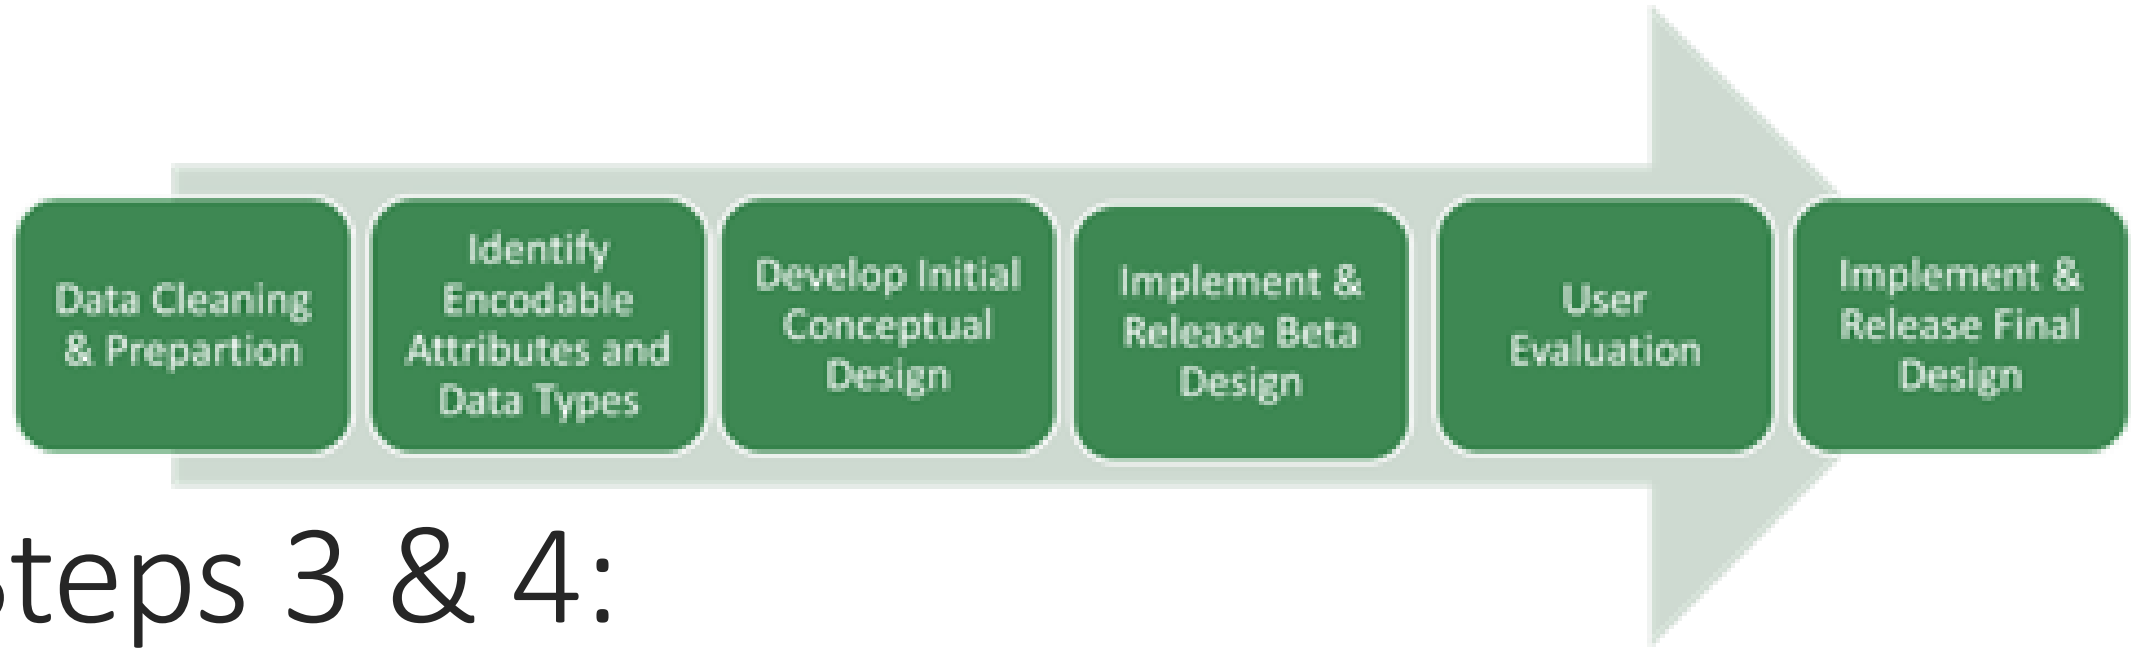 Data Cleaning
& Prepartion
Identify
Encodable
Attributes and
Data Types
Develop Initial
Conceptual
Design
Implement &
Release Beta
Design
User
Evaluation
Implement &
Release Final
Design
Steps 3 & 4: